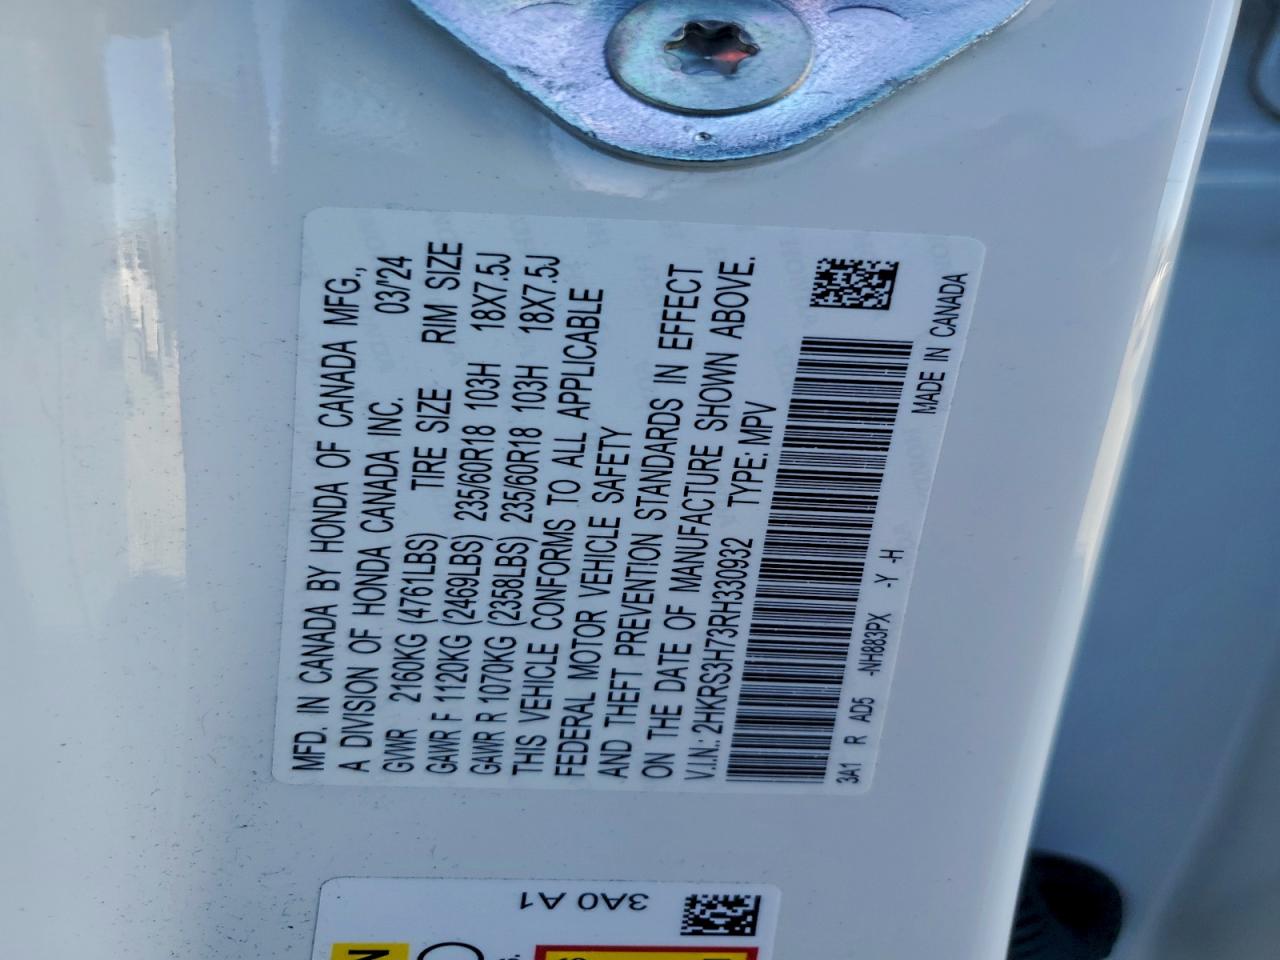 MFD. IN CANADA BY HONDA OF CANADA MFG.,
A DIVISION OF HONDA CANADA INC. 03/'24
GVWR 2160KG (4761LBS) TIRE SIZE RIM SIZE
GAWR F 1120KG (2469LBS) 235/60R18 103H 18X7.5J
GAWR R 1070KG (2358LBS) 235/60R18 103H 18X7.5J
THIS VEHICLE CONFORMS TO ALL APPLICABLE
FEDERAL MOTOR VEHICLE SAFETY
AND THEFT PREVENTION STANDARDS IN EFFECT
ON THE DATE OF MANUFACTURE SHOWN ABOVE.
V.I.N.: 2HKRS3H73RH330932 TYPE: MPV
3A1 R AD5 -NH883PX -Y -H
MADE IN CANADA
3A0 A1